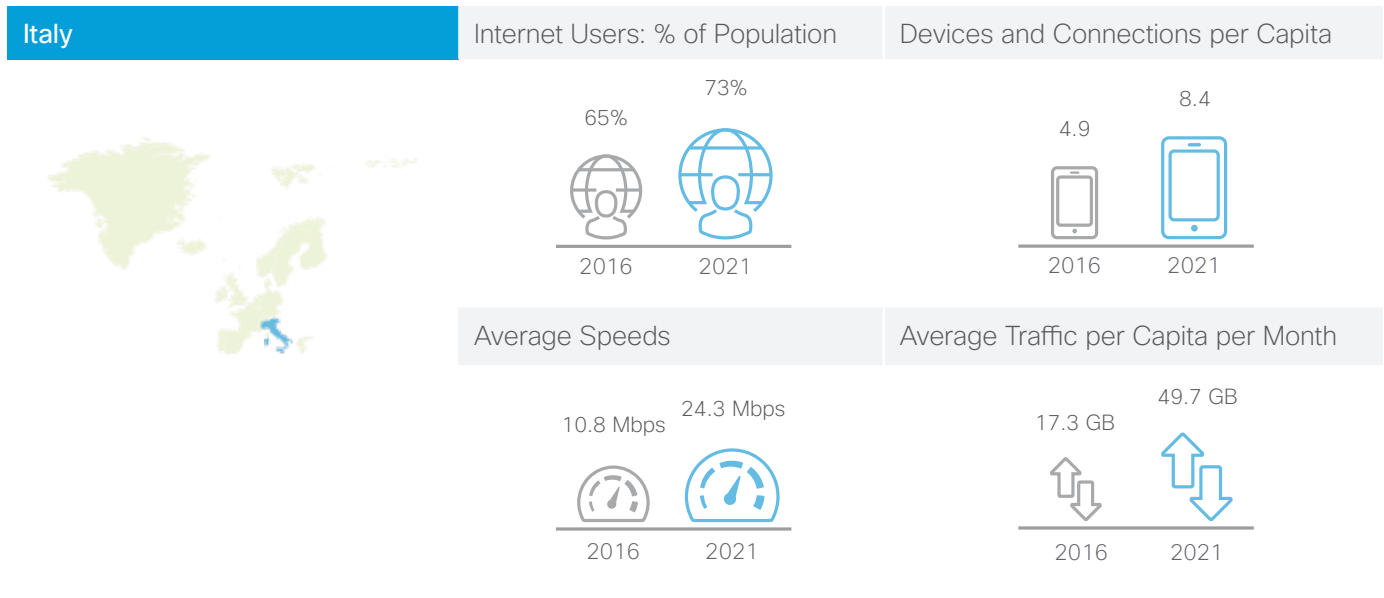 Italy
Internet Users: % of Population
Devices and Connections per Capita
65%
73%
2016
2021
4.9
8.4
2016
2021
Average Speeds
Average Traffic per Capita per Month
10.8 Mbps
24.3 Mbps
2016
2021
17.3 GB
49.7 GB
2016
2021